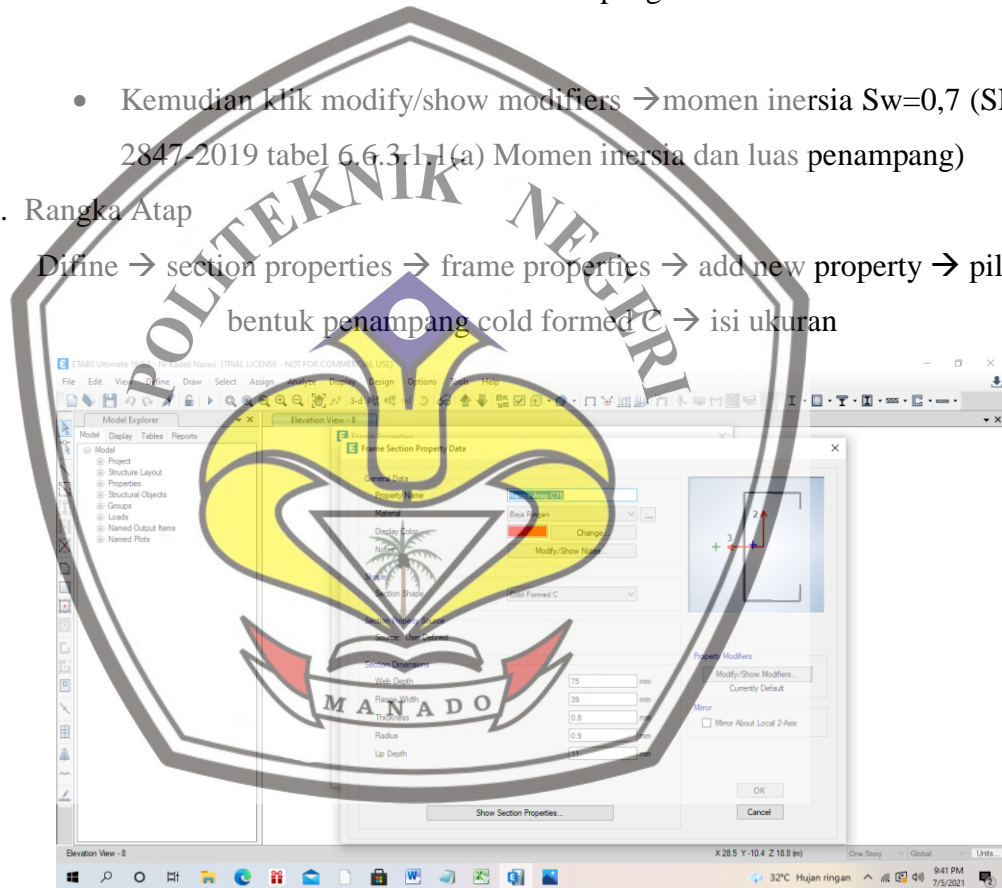 • Kemudian klik modify/show modifiers →momen inersia Sw=0,7 (
2847-2019 tabel 6.6.3.1.1(a) Momen inersia dan luas penampang)
. Rangka Atap
Difine → section properties → frame properties → add new property →
bentuk penampang cold formed C → isi ukuran
POLITEKNIK NEGERI
MANADO
ETABS Ultimate Ni Kadek Narasi [TRIAL LICENSE - NOT FOR COMMERCIAL USE]
File Edit View Define Draw Select Assign Analyze Display Design Options Tools Help
Model Explorer
Elevation View - 8
Model Display Tables Reports
Model
Project
Structure Layout
Properties
Structural Objects
Groups
Loads
Named Output Items
Named Plots
Frame Properties
Frame Section Property Data
General Data
Property Name Atap C75
Material Baja Ringan ...
Display Color Change...
Notes Modify/Show Notes...
Shape
Section Shape Cold Formed C
Section Property Source
Source: User Defined
Section Dimensions
Web Depth 75 mm
Flange Width 39 mm
Thickness 0.8 mm
Radius 0.9 mm
Lip Depth 11 mm
Show Section Properties...
2
3
Property Modifiers
Modify/Show Modifiers...
Currently Default
Mirror
Mirror About Local 2-Axis
OK
Cancel
Elevation View - 8
X 28.5 Y -10.4 Z 18.8 (m)
One Story Global Units...
32°C Hujan ringan
9:41 PM
7/5/2021